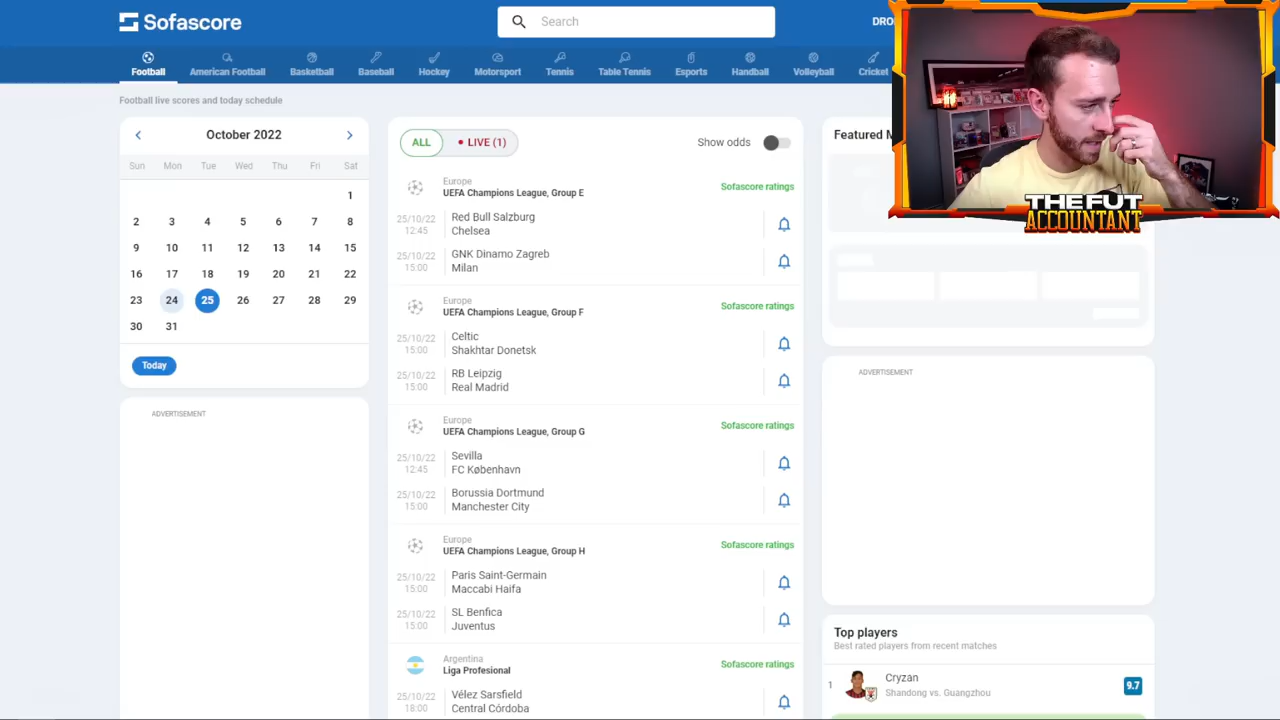 Sofascore
Search
DRO
Football
American Football
Basketball
Baseball
Hockey
Motorsport
Tennis
Table Tennis
Esports
Handball
Volleyball
Cricket
Football live scores and today schedule
October 2022
Sun Mon Tue Wed Thu Fri Sat
1
2 3 4 5 6 7 8
9 10 11 12 13 14 15
16 17 18 19 20 21 22
23 24 25 26 27 28 29
30 31
Today
ADVERTISEMENT
ALL
LIVE (1)
Show odds
Europe
UEFA Champions League, Group E
Sofascore ratings
25/10/22 Red Bull Salzburg
12:45 Chelsea
25/10/22 GNK Dinamo Zagreb
15:00 Milan
Europe
UEFA Champions League, Group F
Sofascore ratings
25/10/22 Celtic
15:00 Shakhtar Donetsk
25/10/22 RB Leipzig
15:00 Real Madrid
Europe
UEFA Champions League, Group G
Sofascore ratings
25/10/22 Sevilla
12:45 FC København
25/10/22 Borussia Dortmund
15:00 Manchester City
Europe
UEFA Champions League, Group H
Sofascore ratings
25/10/22 Paris Saint-Germain
15:00 Maccabi Haifa
25/10/22 SL Benfica
15:00 Juventus
Argentina
Liga Profesional
Sofascore ratings
25/10/22 Vélez Sarsfield
18:00 Central Córdoba
THE FUT
ACCOUNTANT
Featured M
ADVERTISEMENT
Top players
Best rated players from recent matches
1 Cryzan
Shandong vs. Guangzhou
9.7